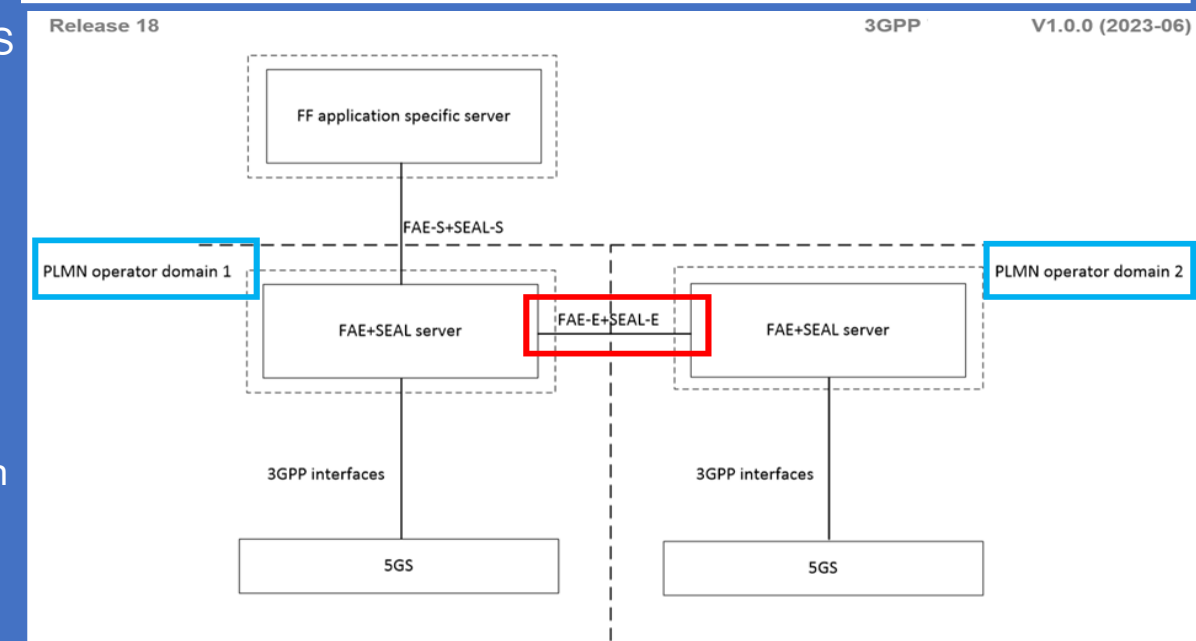 S
Release 18 3GPP V1.0.0 (2023-06)
FF application specific server
FAE-S+SEAL-S
PLMN operator domain 1
PLMN operator domain 2
FAE+SEAL server
FAE-E+SEAL-E
FAE+SEAL server
n
3GPP interfaces
3GPP interfaces
5GS
5GS